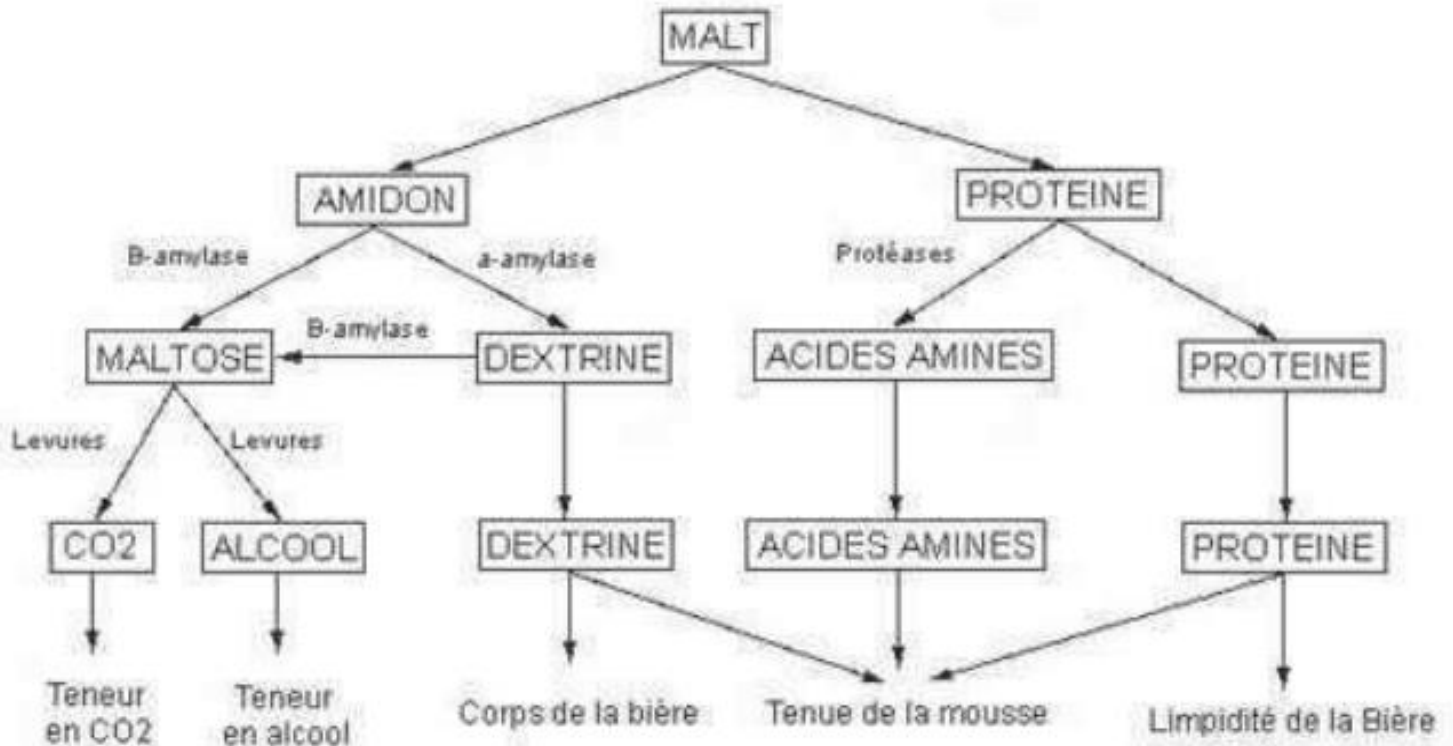 MALT
AMIDON
PROTEINE
B-amylase
a-amylase
Protéases
B-amylase
MALTOSE
DEXTRINE
ACIDES AMINES
PROTEINE
Levures
Levures
CO2
ALCOOL
DEXTRINE
ACIDES AMINES
PROTEINE
Teneur
en CO2
Teneur
en alcool
Corps de la bière
Tenue de la mousse
Limpidité de la Bière